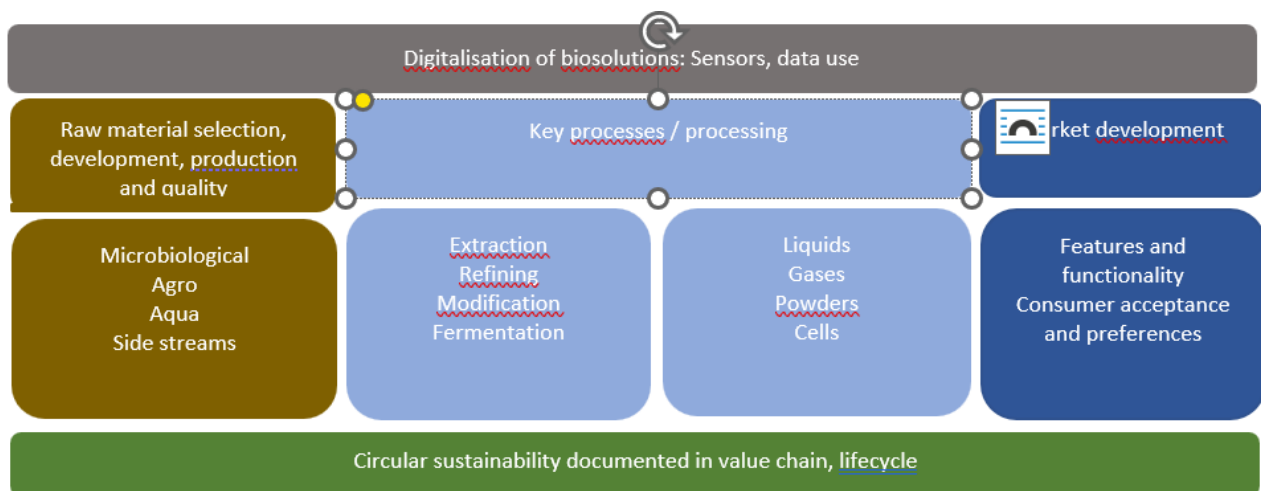 Digitalisation of biosolutions: Sensors, data use
Raw material selection,
development, production
and quality
Key processes / processing
rket development
Microbiological
Agro
Aqua
Side streams
Extraction
Refining
Modification
Fermentation
Liquids
Gases
Powders
Cells
Features and
functionality
Consumer acceptance
and preferences
Circular sustainability documented in value chain, lifecycle